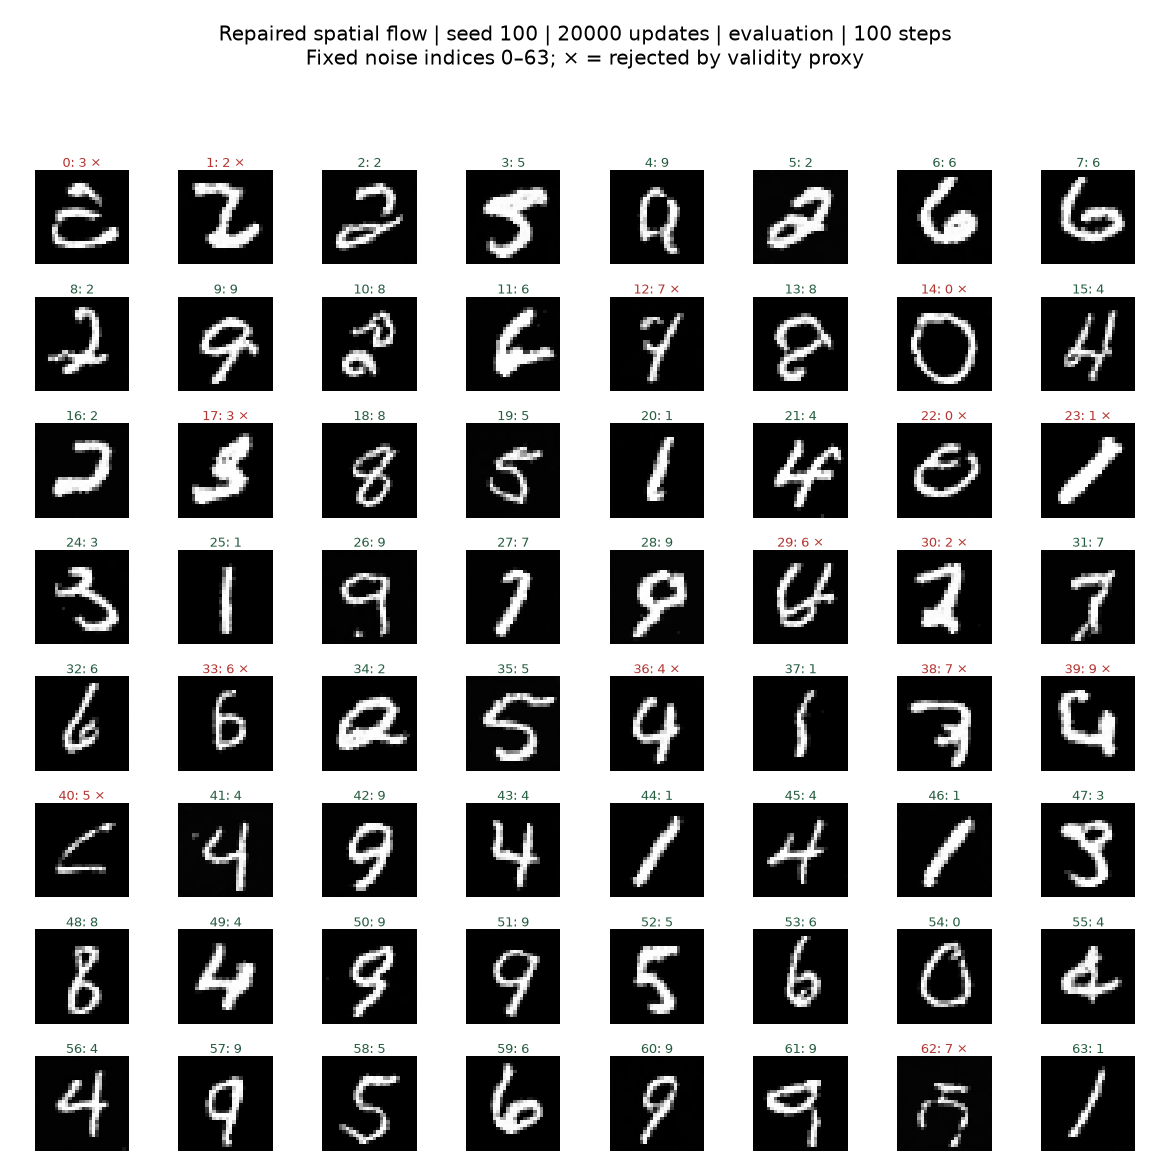 Repaired spatial flow | seed 100 | 20000 updates | evaluation | 100 steps
Fixed noise indices 0–63; × = rejected by validity proxy
0: 3 × 1: 2 × 2: 2 3: 5 4: 9 5: 2 6: 6 7: 6
8: 2 9: 9 10: 8 11: 6 12: 7 × 13: 8 14: 0 × 15: 4
16: 2 17: 3 × 18: 8 19: 5 20: 1 21: 4 22: 0 × 23: 1 ×
24: 3 25: 1 26: 9 27: 7 28: 9 29: 6 × 30: 2 × 31: 7
32: 6 33: 6 × 34: 2 35: 5 36: 4 × 37: 1 38: 7 × 39: 9 ×
40: 5 × 41: 4 42: 9 43: 4 44: 1 45: 4 46: 1 47: 3
48: 8 49: 4 50: 9 51: 9 52: 5 53: 6 54: 0 55: 4
56: 4 57: 9 58: 5 59: 6 60: 9 61: 9 62: 7 × 63: 1